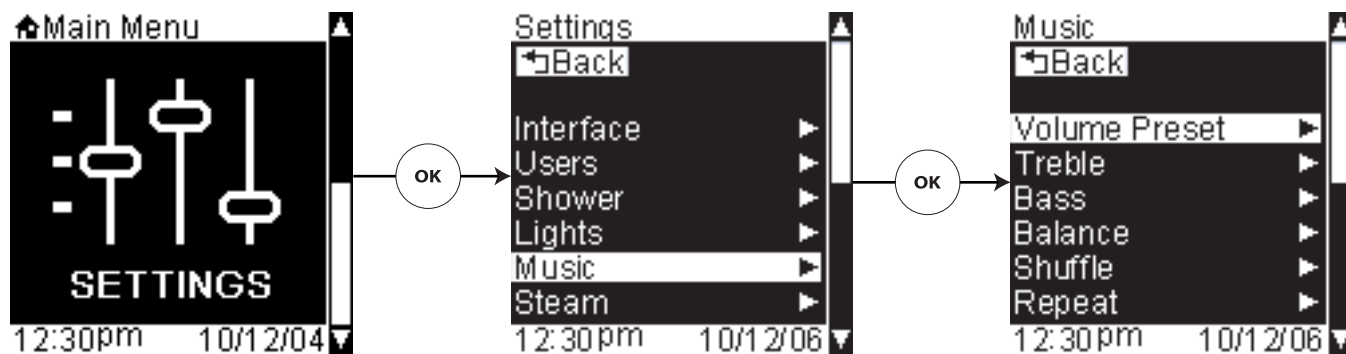 Main Menu
SETTINGS
12:30pm 10/12/04
OK
Settings
Back
Interface
Users
Shower
Lights
Music
Steam
12:30pm 10/12/06
OK
Music
Back
Volume Preset
Treble
Bass
Balance
Shuffle
Repeat
12:30pm 10/12/06